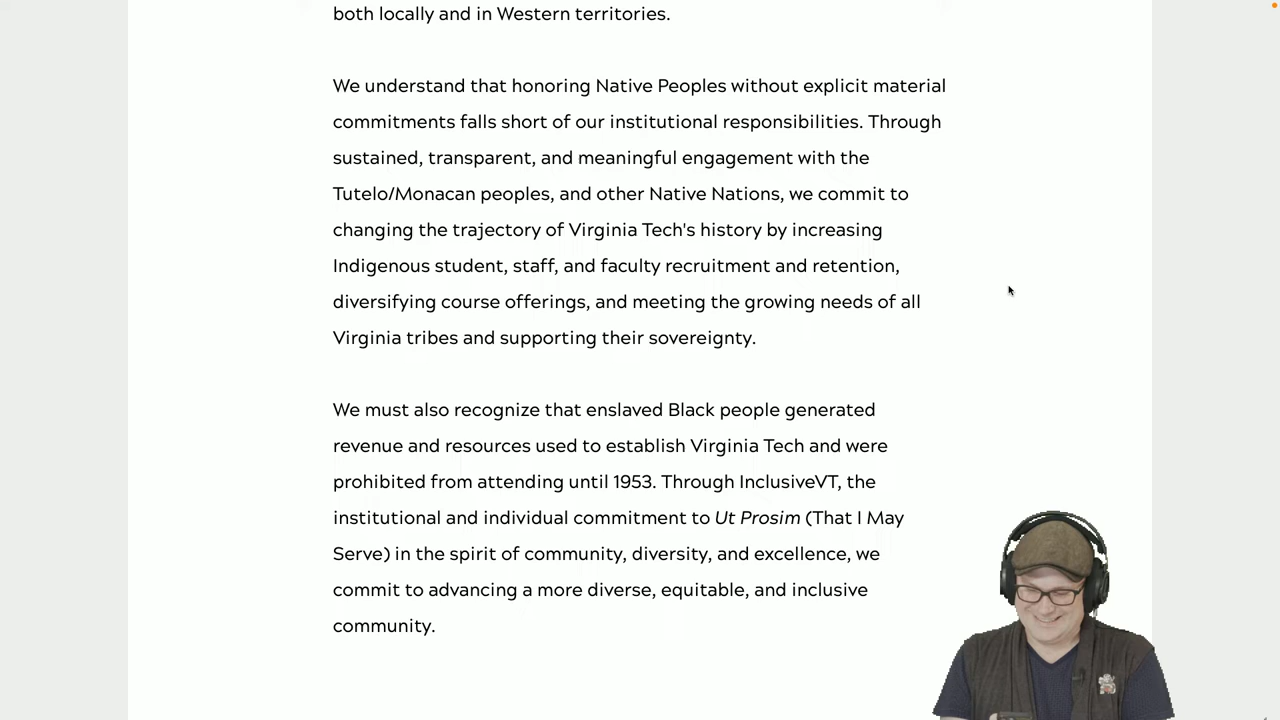 both locally and in Western territories.
We understand that honoring Native Peoples without explicit material
commitments falls short of our institutional responsibilities. Through
sustained, transparent, and meaningful engagement with the
Tutelo/Monacan peoples, and other Native Nations, we commit to
changing the trajectory of Virginia Tech's history by increasing
Indigenous student, staff, and faculty recruitment and retention,
diversifying course offerings, and meeting the growing needs of all
Virginia tribes and supporting their sovereignty.
We must also recognize that enslaved Black people generated
revenue and resources used to establish Virginia Tech and were
prohibited from attending until 1953. Through InclusiveVT, the
institutional and individual commitment to Ut Prosim (That I May
Serve) in the spirit of community, diversity, and excellence, we
commit to advancing a more diverse, equitable, and inclusive
community.